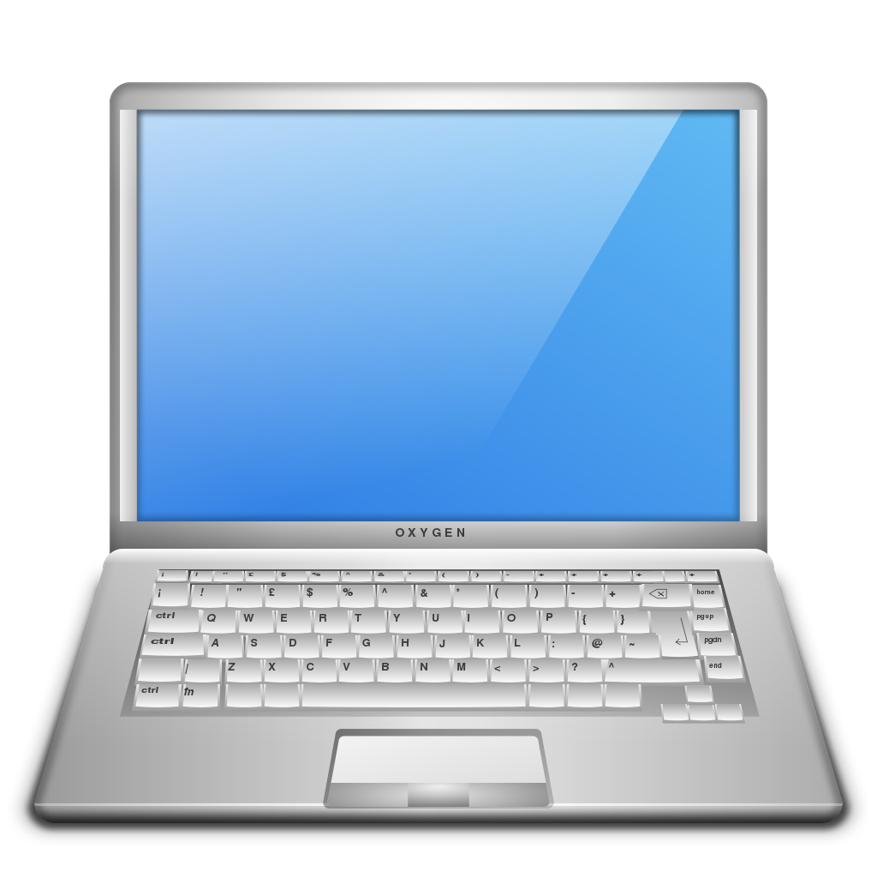 OXYGEN
¡ ! " £ $ % ^ & * ( ) - + home
ctrl Q W E R T Y U I O P { } pgup
ctrl A S D F G H J K L : @ ~ pgdn
Z X C V B N M < > ? ^ end
ctrl fn